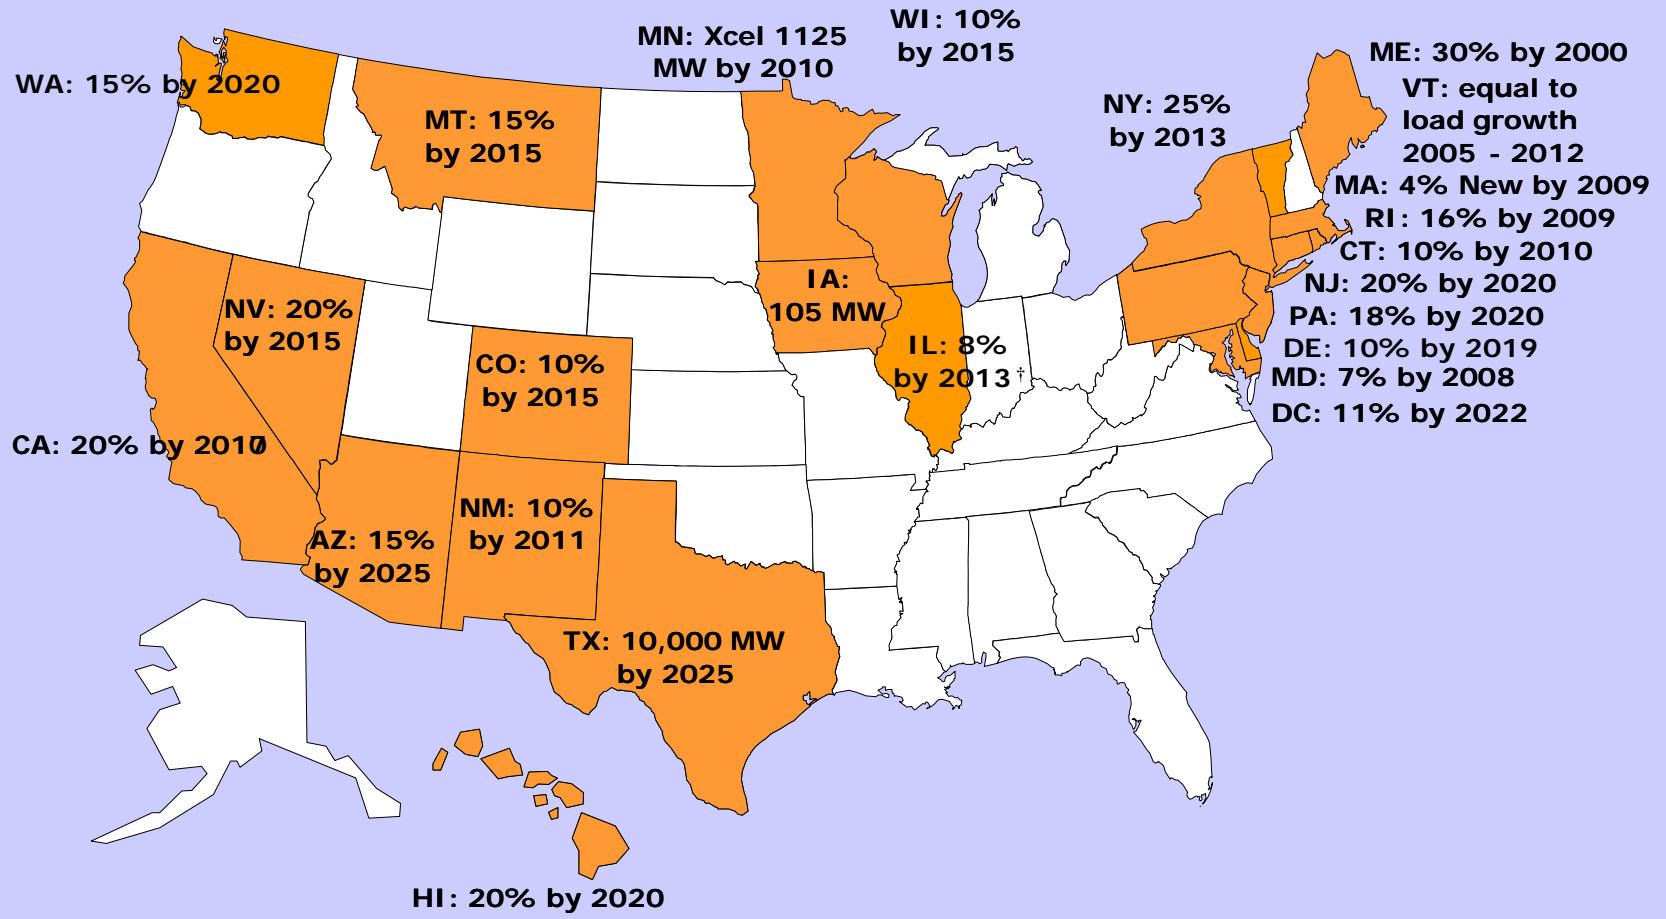 WI: 10%
by 2015
MN: Xcel 1125
MW by 2010
ME: 30% by 2000
WA: 15% by 2020
VT: equal to
load growth
2005 - 2012
NY: 25%
by 2013
MT: 15%
by 2015
MA: 4% New by 2009
RI: 16% by 2009
CT: 10% by 2010
NJ: 20% by 2020
PA: 18% by 2020
DE: 10% by 2019
MD: 7% by 2008
DC: 11% by 2022
IA:
105 MW
NV: 20%
by 2015
IL: 8%
by 2013†
CO: 10%
by 2015
CA: 20% by
NM: 10%
by 2011
AZ: 15%
by 2025
TX: 10,000 MW
by 2025
HI: 20% by 2020